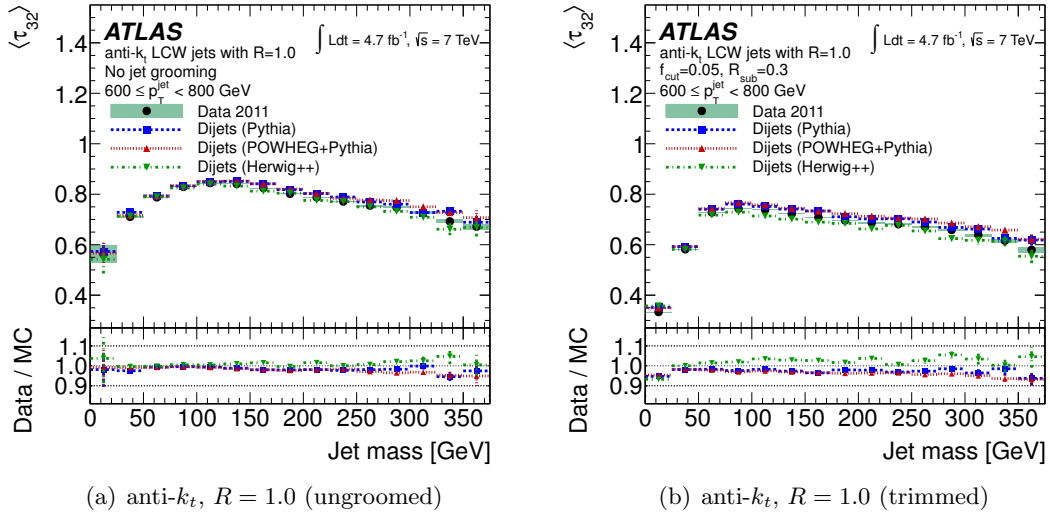 ⟨τ32⟩
1.4
1.2
1
0.8
0.6
0.4
ATLAS
∫ Ldt = 4.7 fb-1, √s = 7 TeV
anti-kt LCW jets with R=1.0
No jet grooming
600 ≤ pTjet < 800 GeV
Data 2011
Dijets (Pythia)
Dijets (POWHEG+Pythia)
Dijets (Herwig++)
Data / MC
1.1
1.0
0.9
0 50 100 150 200 250 300 350
Jet mass [GeV]
(a) anti-kt, R = 1.0 (ungroomed)
⟨τ32⟩
1.4
1.2
1
0.8
0.6
0.4
ATLAS
∫ Ldt = 4.7 fb-1, √s = 7 TeV
anti-kt LCW jets with R=1.0
fcut=0.05, Rsub=0.3
600 ≤ pTjet < 800 GeV
Data 2011
Dijets (Pythia)
Dijets (POWHEG+Pythia)
Dijets (Herwig++)
Data / MC
1.1
1.0
0.9
0 50 100 150 200 250 300 350
Jet mass [GeV]
(b) anti-kt, R = 1.0 (trimmed)